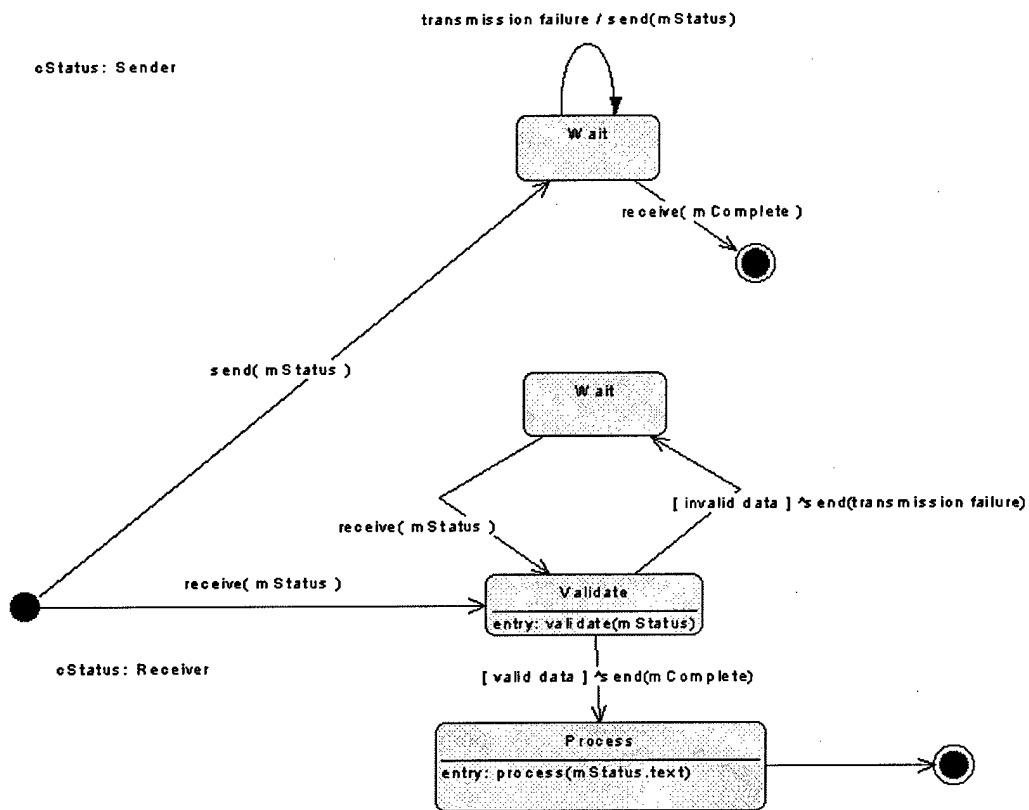 transmission failure / send(mStatus)
cStatus: Sender
Wait
receive( mComplete )
send( mStatus )
Wait
[ invalid data ] ^send(transmission failure)
receive( mStatus )
receive( mStatus )
Validate
entry: validate(mStatus)
cStatus: Receiver
[ valid data ] ^send(mComplete)
Process
entry: process(mStatus.text)